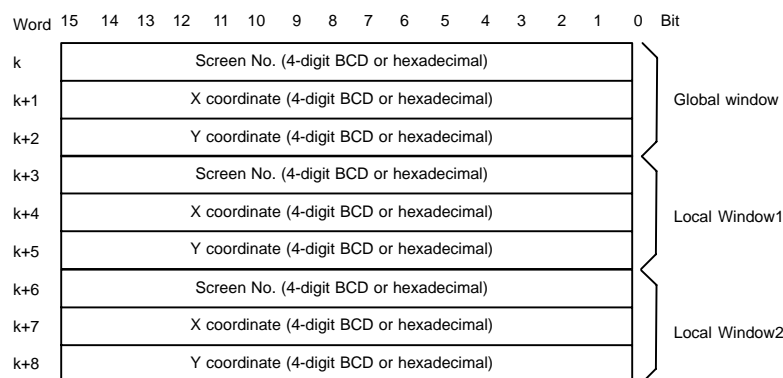 Word 15 14 13 12 11 10 9 8 7 6 5 4 3 2 1 0 Bit
k Screen No. (4-digit BCD or hexadecimal)
k+1 X coordinate (4-digit BCD or hexadecimal) Global window
k+2 Y coordinate (4-digit BCD or hexadecimal)
k+3 Screen No. (4-digit BCD or hexadecimal)
k+4 X coordinate (4-digit BCD or hexadecimal) Local Window1
k+5 Y coordinate (4-digit BCD or hexadecimal)
k+6 Screen No. (4-digit BCD or hexadecimal)
k+7 X coordinate (4-digit BCD or hexadecimal) Local Window2
k+8 Y coordinate (4-digit BCD or hexadecimal)